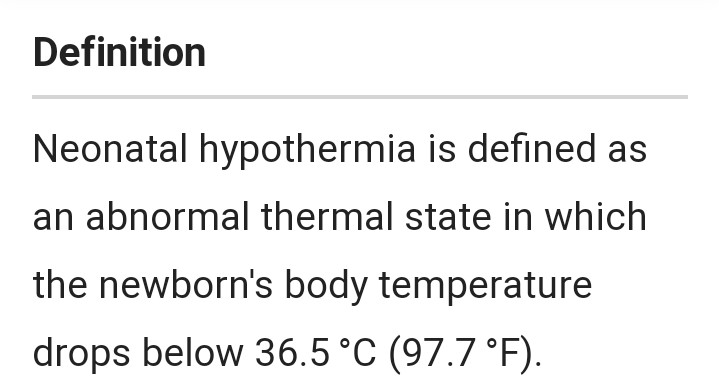 Definition
Neonatal hypothermia is defined as
an abnormal thermal state in which
the newborn's body temperature
drops below 36.5 °C (97.7 °F).